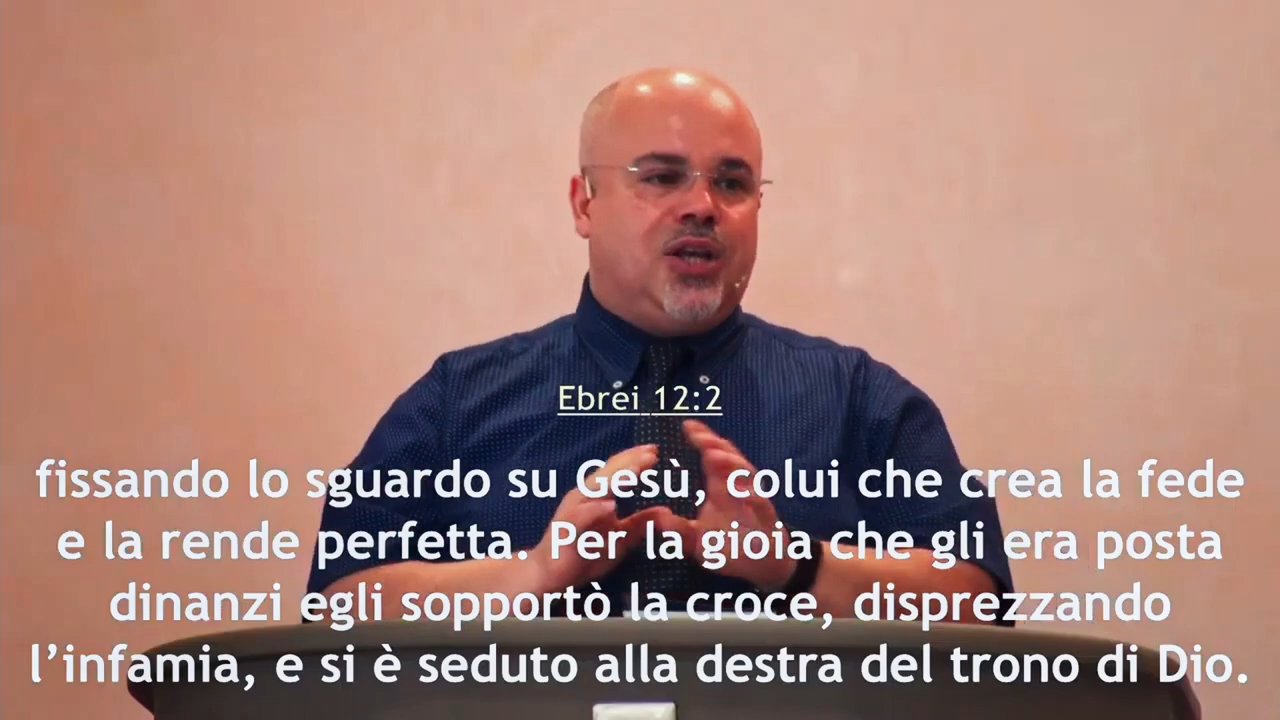 Ebrei 12:2
fissando lo sguardo su Gesù, colui che crea la fede
e la rende perfetta. Per la gioia che gli era posta
dinanzi egli sopportò la croce, disprezzando
l’infamia, e si è seduto alla destra del trono di Dio.